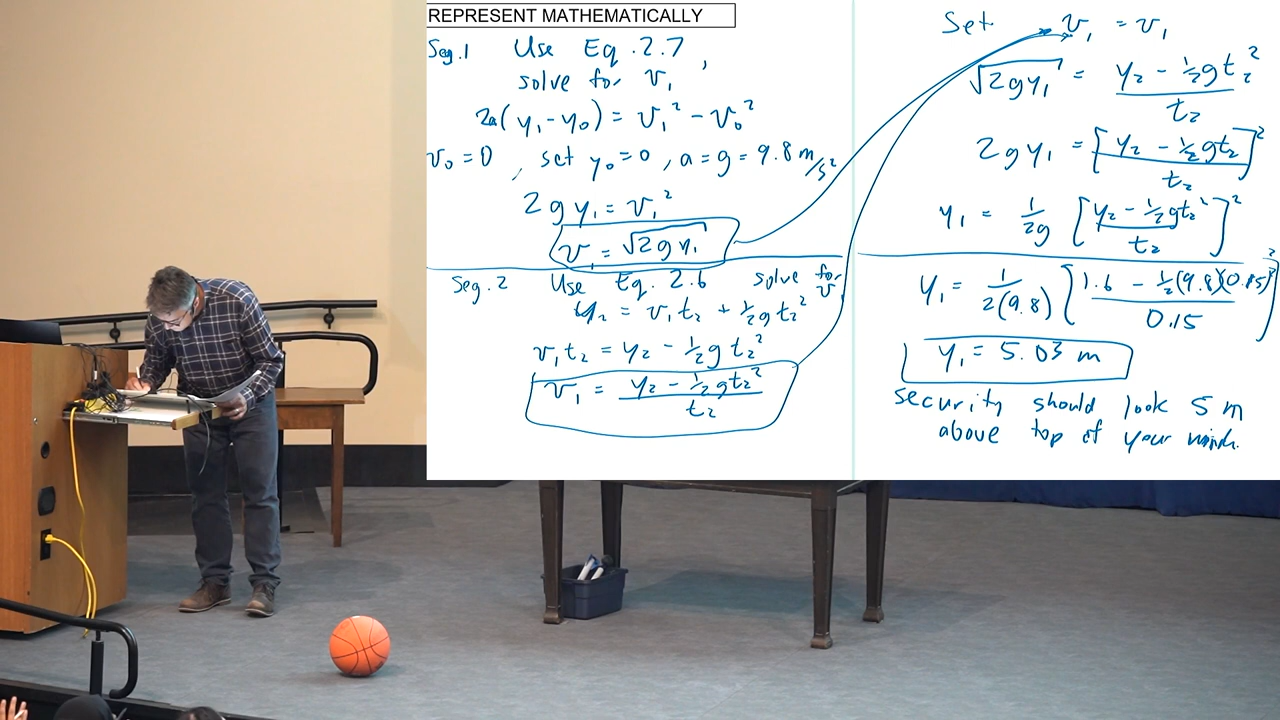 REPRESENT MATHEMATICALLY
Seg. 1 Use Eq. 2.7,
solve for v₁
2a(y₁-y₀) = v₁² - v₀²
v₀ = 0, set y₀ = 0, a = g = 9.8 m/s²
2gy₁ = v₁²
v₁ = √2gy₁
Seg. 2 Use Eq. 2.6 solve for v₁
y₂ = v₁t₂ + ½gt₂²
v₁t₂ = y₂ - ½gt₂²
v₁ = (y₂ - ½gt₂²)/t₂
Set v₁ = v₁
√2gy₁ = (y₂ - ½gt₂²)/t₂
2gy₁ = [(y₂ - ½gt₂²)/t₂]²
y₁ = 1/2g [(y₂ - ½gt₂²)/t₂]²
y₁ = 1/2(9.8) [(1.6 - ½(9.8)(0.15)²)/0.15]²
y₁ = 5.03 m
security should look 5 m
above top of your